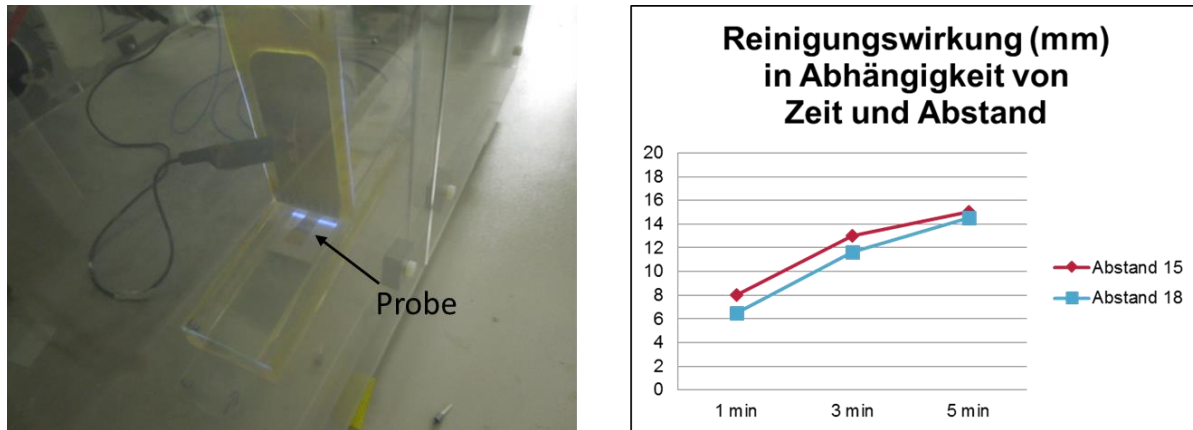 Probe
Reinigungswirkung (mm)
in Abhängigkeit von
Zeit und Abstand
20
18
16
14
12
10
8
6
4
2
0
1 min
3 min
5 min
Abstand 15
Abstand 18